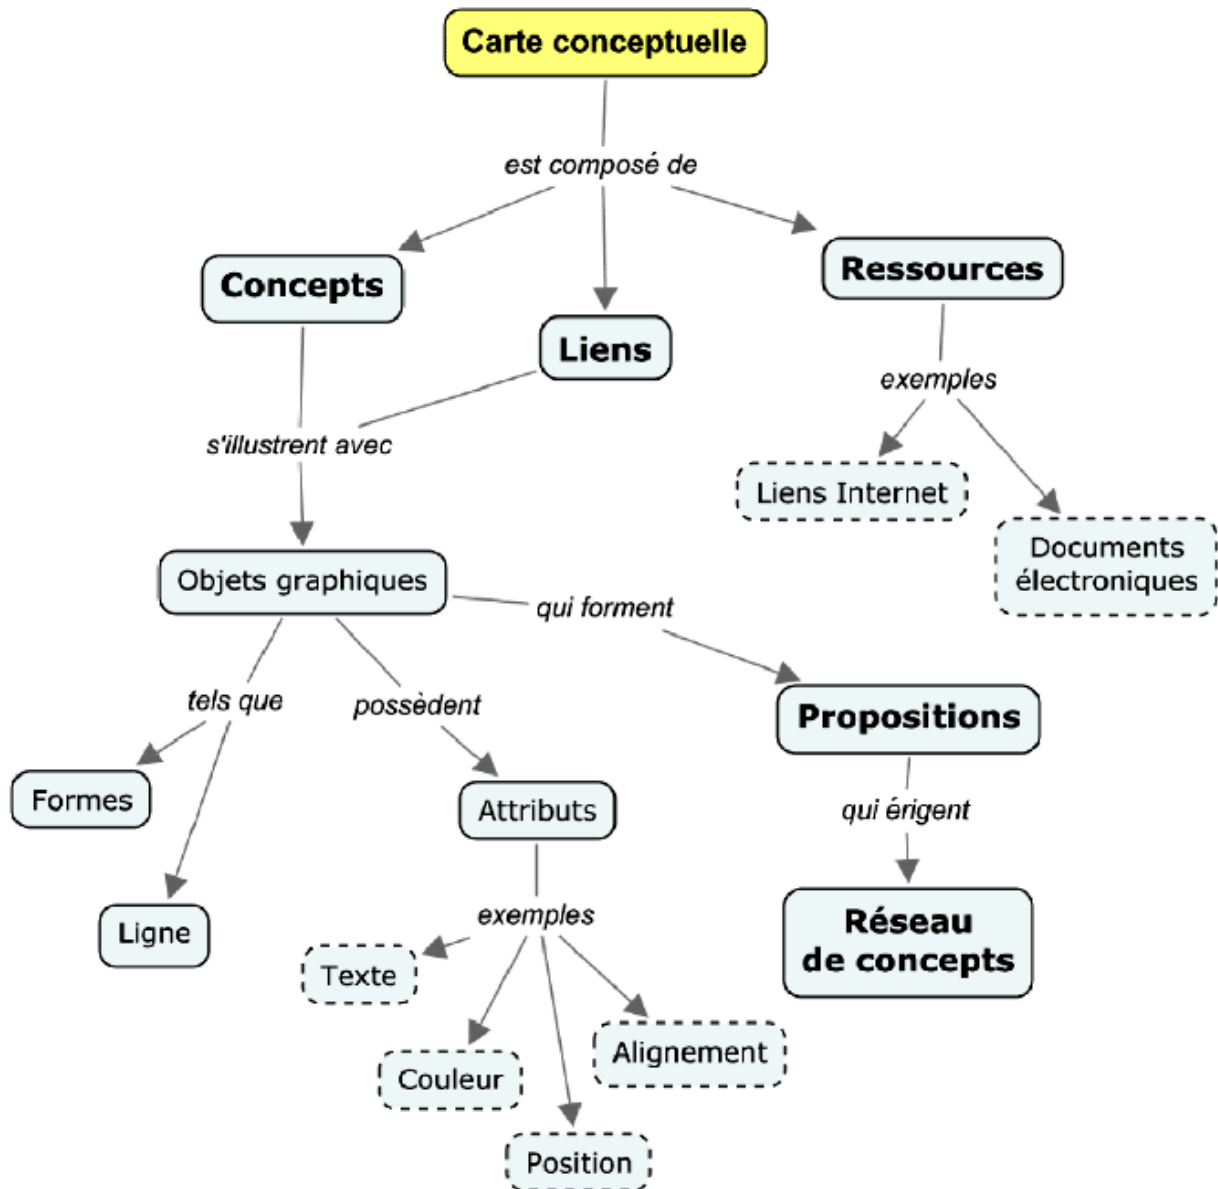 Carte conceptuelle
est composé de
Concepts
Ressources
Liens
exemples
s'illustrent avec
Liens Internet
Documents
électroniques
Objets graphiques
qui forment
tels que
possèdent
Propositions
Formes
Attributs
qui érigent
Ligne
exemples
Réseau
de concepts
Texte
Alignement
Couleur
Position